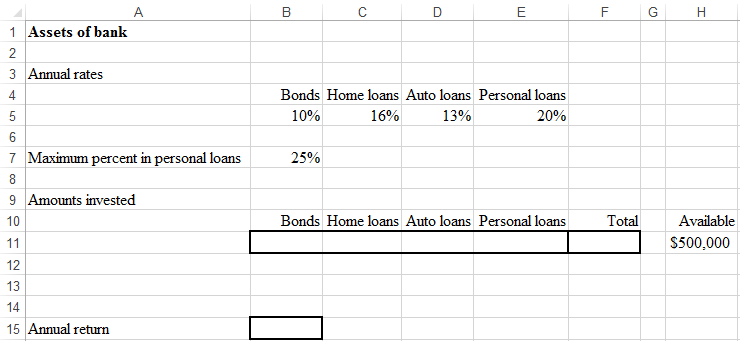 A B C D E F G H
1 Assets of bank
2
3 Annual rates
4 Bonds Home loans Auto loans Personal loans
5 10% 16% 13% 20%
6
7 Maximum percent in personal loans 25%
8
9 Amounts invested
10 Bonds Home loans Auto loans Personal loans Total Available
11 $500,000
12
13
14
15 Annual return